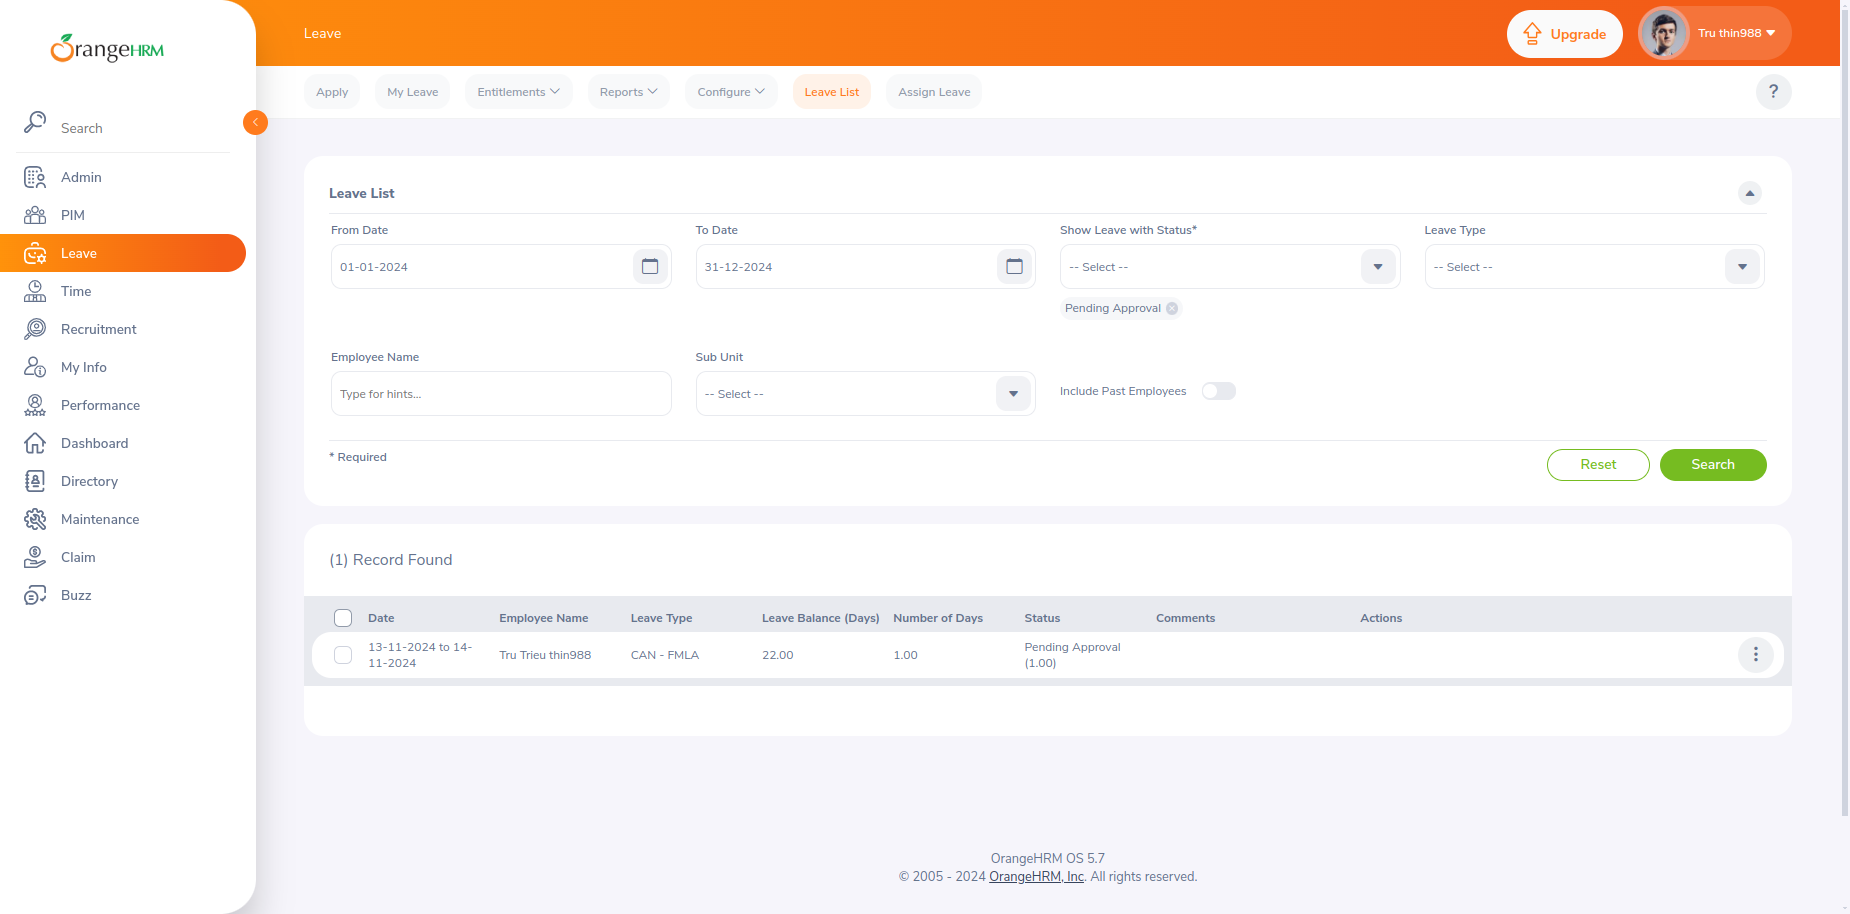 OrangeHRM
Leave
Upgrade
Tru thin988
Apply
My Leave
Entitlements
Reports
Configure
Leave List
Assign Leave
?
Search
Admin
PIM
Leave
Time
Recruitment
My Info
Performance
Dashboard
Directory
Maintenance
Claim
Buzz
Leave List
From Date
To Date
Show Leave with Status*
Leave Type
01-01-2024
31-12-2024
-- Select --
-- Select --
Pending Approval
Employee Name
Sub Unit
Type for hints...
-- Select --
Include Past Employees
* Required
Reset
Search
(1) Record Found
Date
Employee Name
Leave Type
Leave Balance (Days)
Number of Days
Status
Comments
Actions
13-11-2024 to 14-
11-2024
Tru Trieu thin988
CAN - FMLA
22.00
1.00
Pending Approval
(1.00)
OrangeHRM OS 5.7
© 2005 - 2024 OrangeHRM, Inc. All rights reserved.